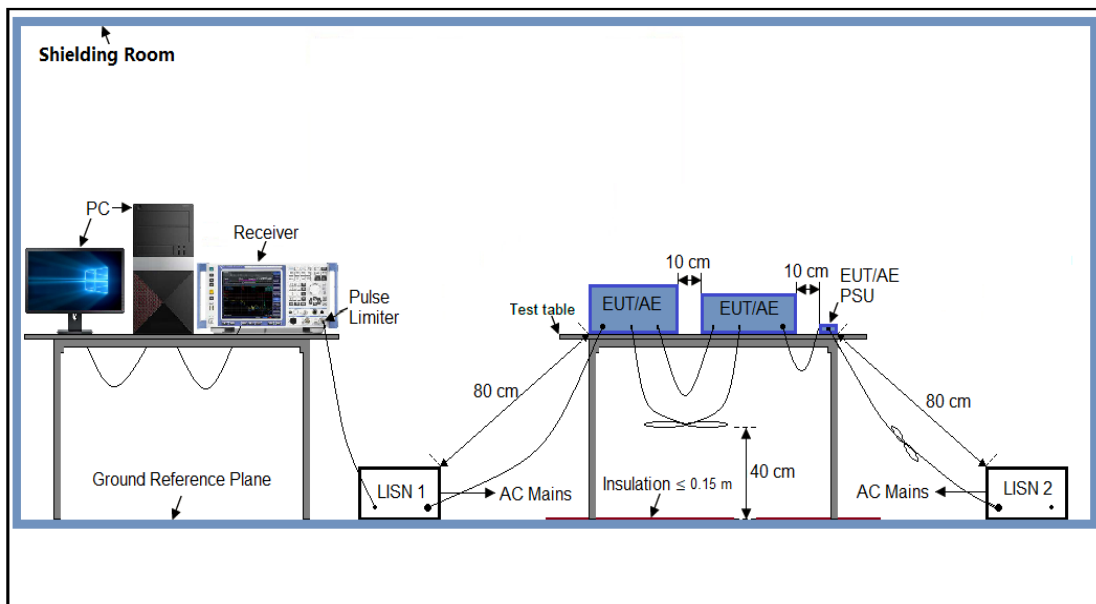 Shielding Room
PC
Receiver
Pulse
Limiter
10 cm
10 cm
EUT/AE
PSU
Test table
EUT/AE
EUT/AE
80 cm
80 cm
40 cm
Ground Reference Plane
LISN 1
AC Mains
Insulation ≤ 0.15 m
AC Mains
LISN 2